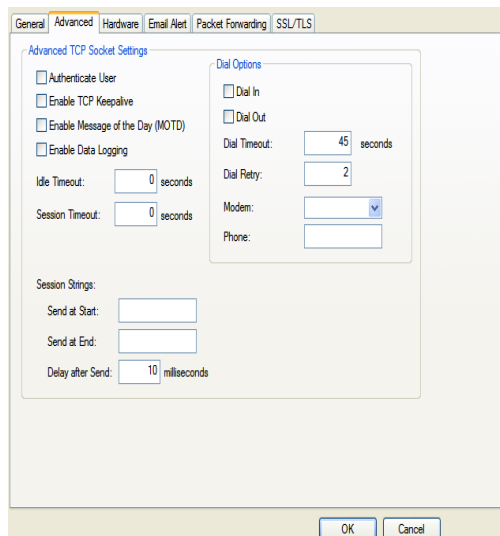 General Advanced Hardware Email Alert Packet Forwarding SSL/TLS
Advanced TCP Socket Settings
Authenticate User
Enable TCP Keepalive
Enable Message of the Day (MOTD)
Enable Data Logging
Idle Timeout: 0 seconds
Session Timeout: 0 seconds
Dial Options
Dial In
Dial Out
Dial Timeout: 45 seconds
Dial Retry: 2
Modem:
Phone:
Session Strings:
Send at Start:
Send at End:
Delay after Send: 10 milliseconds
OK Cancel